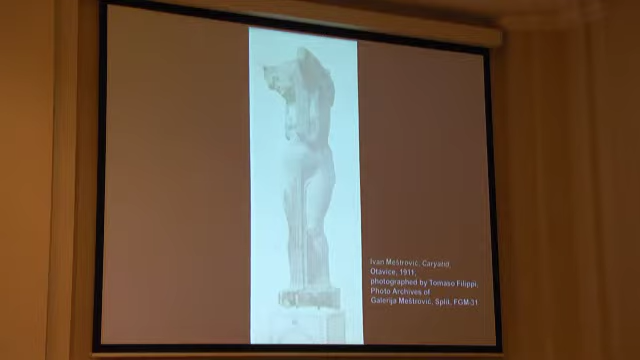 Ivan Meštrović, Caryatid,
Otavice, 1911,
photographed by Tomaso Filippi,
Photo Archives of
Galerija Meštrović, Split, FGM-31